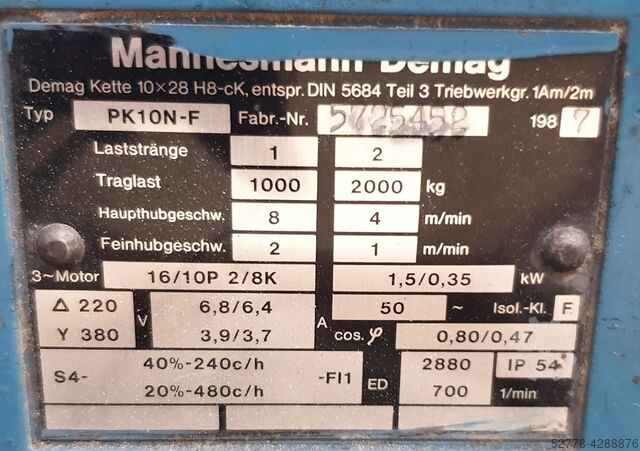 Mannesmann Demag
Demag Kette 10×28 H8-cK, entspr. DIN 5684 Teil 3 Triebwerkgr. 1Am/2m
Typ PK10N-F Fabr.-Nr. 5725452 198 7
Laststränge 1 2
Traglast 1000 2000 kg
Haupthubgeschw. 8 4 m/min
Feinhubgeschw. 2 1 m/min
3~Motor 16/10P 2/8K 1,5/0,35 kW
Δ 220 V 6,8/6,4 A 50 ~ Isol.-Kl. F
Y 380 3,9/3,7 cos. φ 0,80/0,47
S4- 40%-240c/h -FI1 ED 2880 IP 54
20%-480c/h 700 1/min
52778-4288876